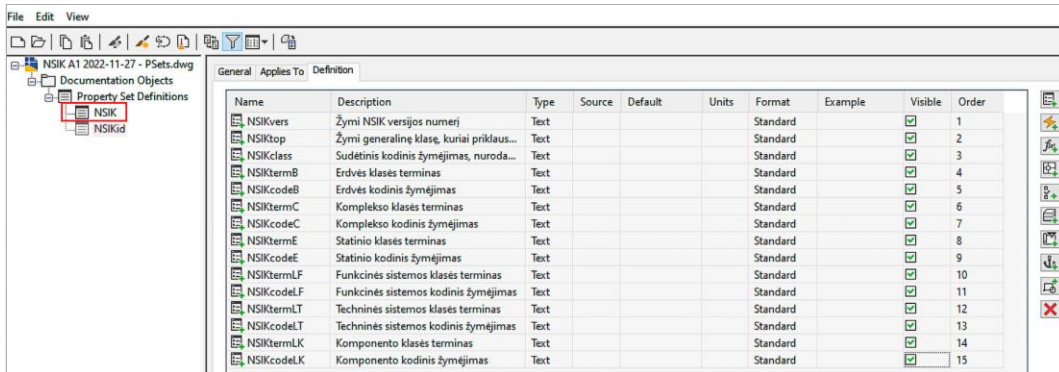 File Edit View
NSIK A1 2022-11-27 - PSets.dwg
Documentation Objects
Property Set Definitions
NSIK
NSIKid
General Applies To Definition
Name Description Type Source Default Units Format Example Visible Order
NSIKvers Žymi NSIK versijos numerį Text Standard 1
NSIKtop Žymi generalinę klasę, kuriai priklaus... Text Standard 2
NSIKclass Sudėtinis kodinis žymėjimas, nuroda... Text Standard 3
NSIKtermB Erdvės klasės terminas Text Standard 4
NSIKcodeB Erdvės kodinis žymėjimas Text Standard 5
NSIKtermC Komplekso klasės terminas Text Standard 6
NSIKcodeC Komplekso kodinis žymėjimas Text Standard 7
NSIKtermE Statinio klasės terminas Text Standard 8
NSIKcodeE Statinio kodinis žymėjimas Text Standard 9
NSIKtermLF Funkcinės sistemos klasės terminas Text Standard 10
NSIKcodeLF Funkcinės sistemos kodinis žymėjimas Text Standard 11
NSIKtermLT Techninės sistemos klasės terminas Text Standard 12
NSIKcodeLT Techninės sistemos kodinis žymėjimas Text Standard 13
NSIKtermLK Komponento klasės terminas Text Standard 14
NSIKcodeLK Komponento kodinis žymėjimas Text Standard 15